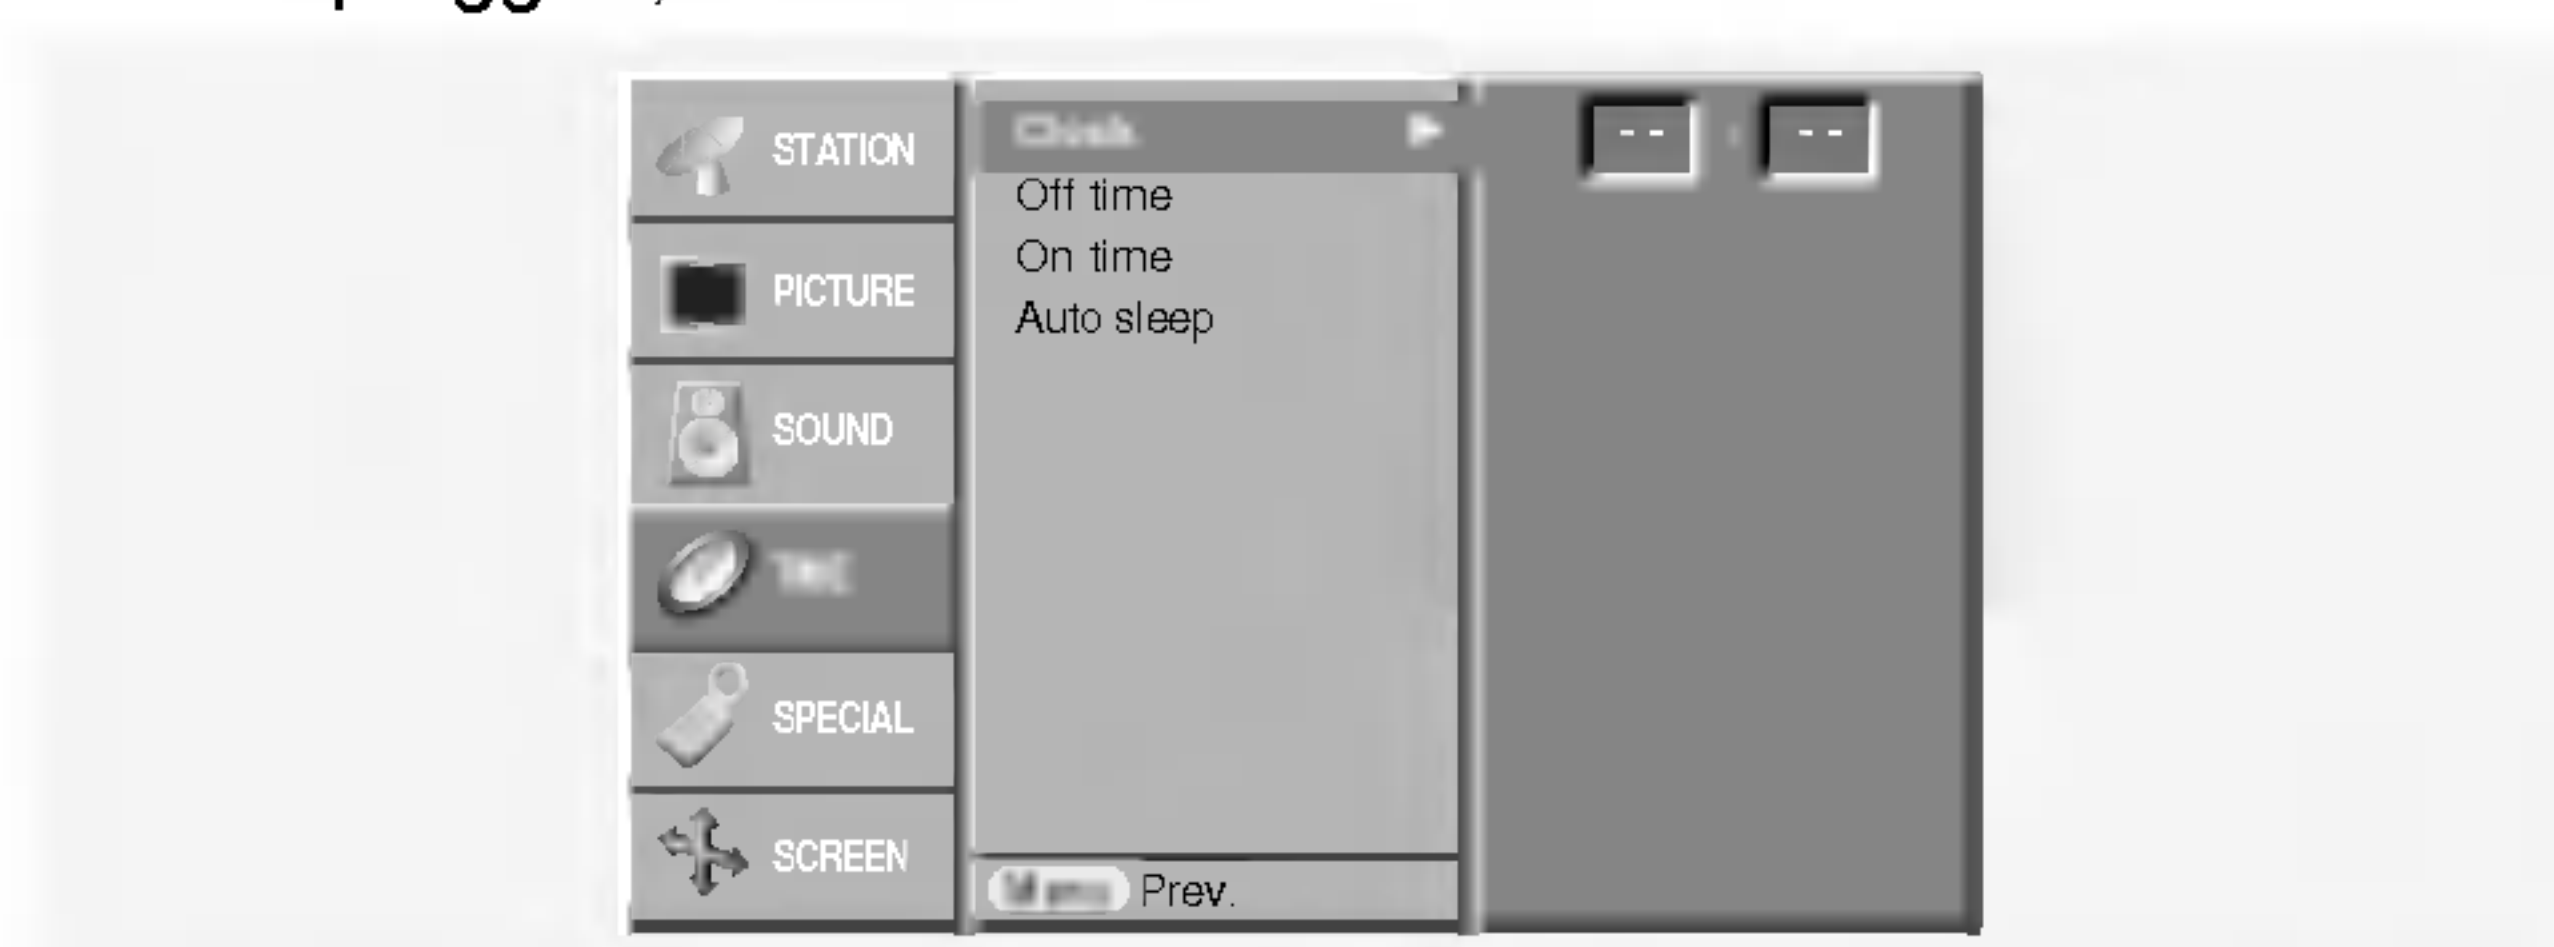 STATION
PICTURE
SOUND
SPECIAL
SCREEN
Off time
On time
Auto sleep
Prev.
-- : --